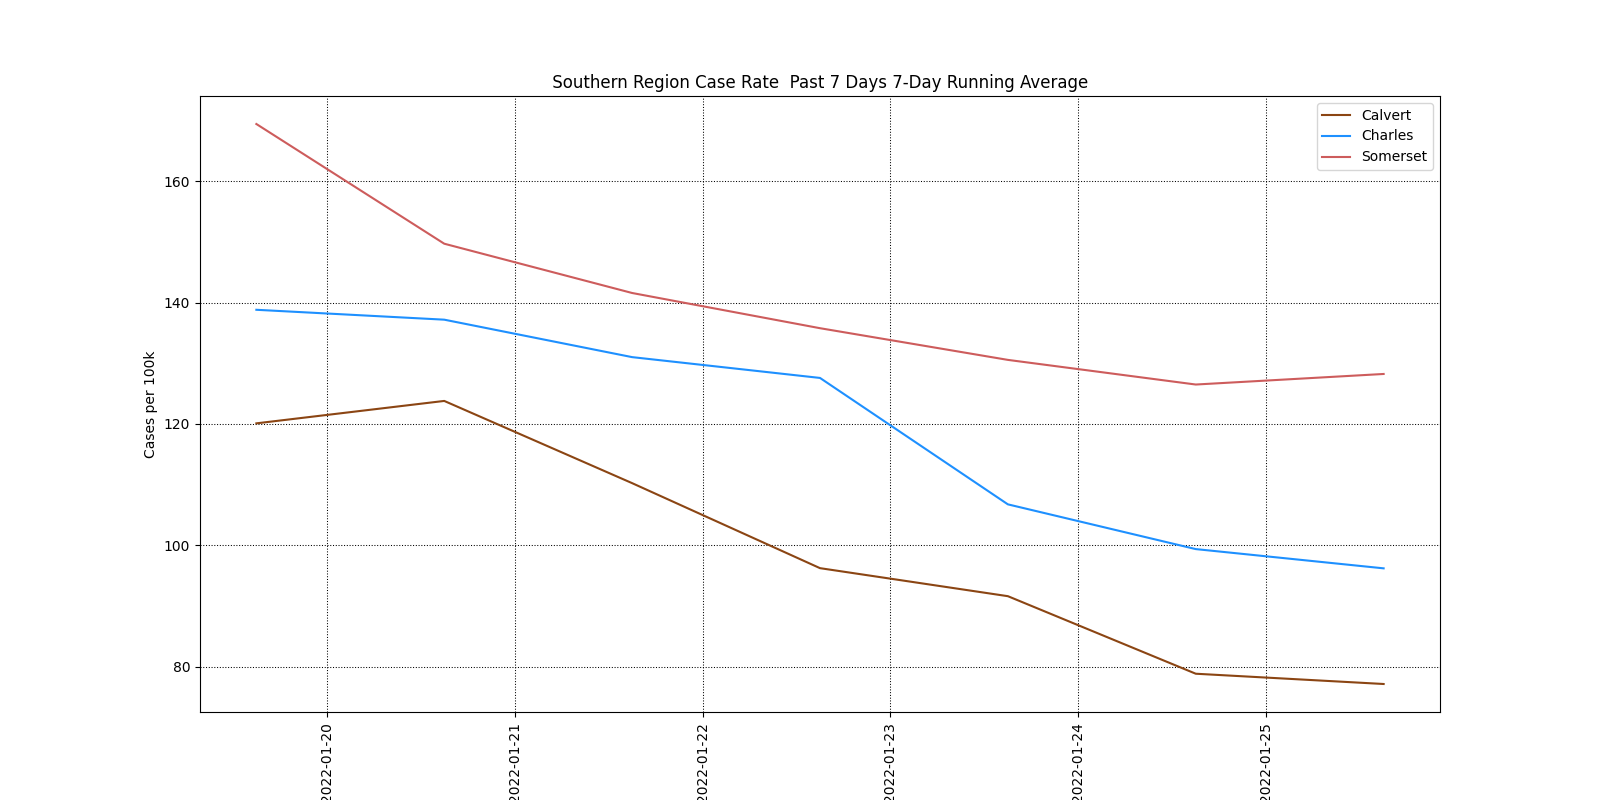 Southern Region Case Rate  Past 7 Days 7-Day Running Average
Calvert
Charles
Somerset
Cases per 100k
160
140
120
100
80
2022-01-20
2022-01-21
2022-01-22
2022-01-23
2022-01-24
2022-01-25